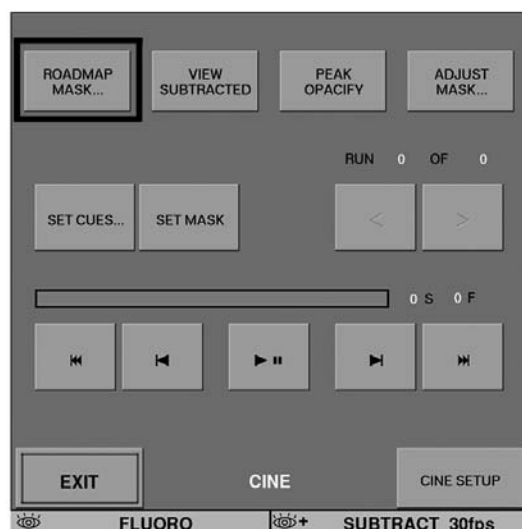 ROADMAP
MASK...
VIEW
SUBTRACTED
PEAK
OPACIFY
ADJUST
MASK...
RUN 0 OF 0
SET CUES...
SET MASK
<
>
0 S 0 F
EXIT
CINE
CINE SETUP
FLUORO
+ SUBTRACT 30fps